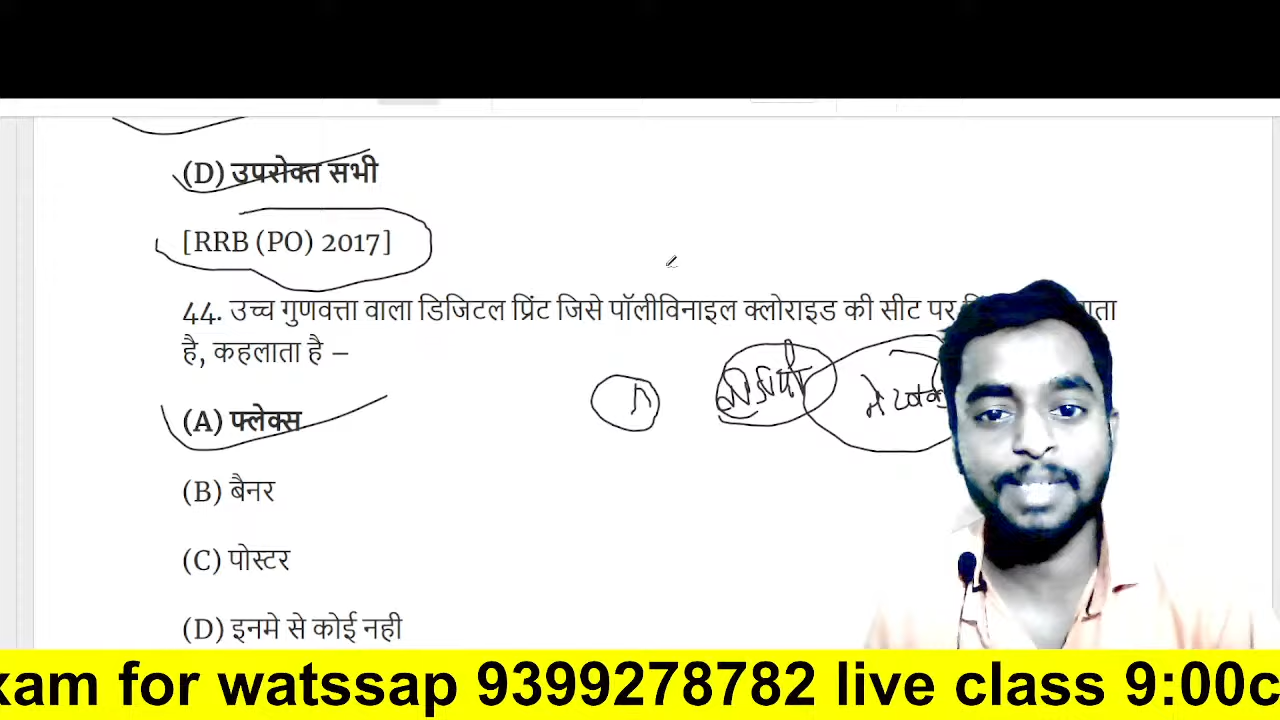 (D) उपरोक्त सभी
[RRB (PO) 2017]
44. उच्च गुणवत्ता वाला डिजिटल प्रिंट जिसे पॉलीविनाइल क्लोराइड की सीट पर
है, कहलाता है –
(A) फ्लेक्स
(B) बैनर
(C) पोस्टर
(D) इनमे से कोई नही
xam for watssap 9399278782 live class 9:00c